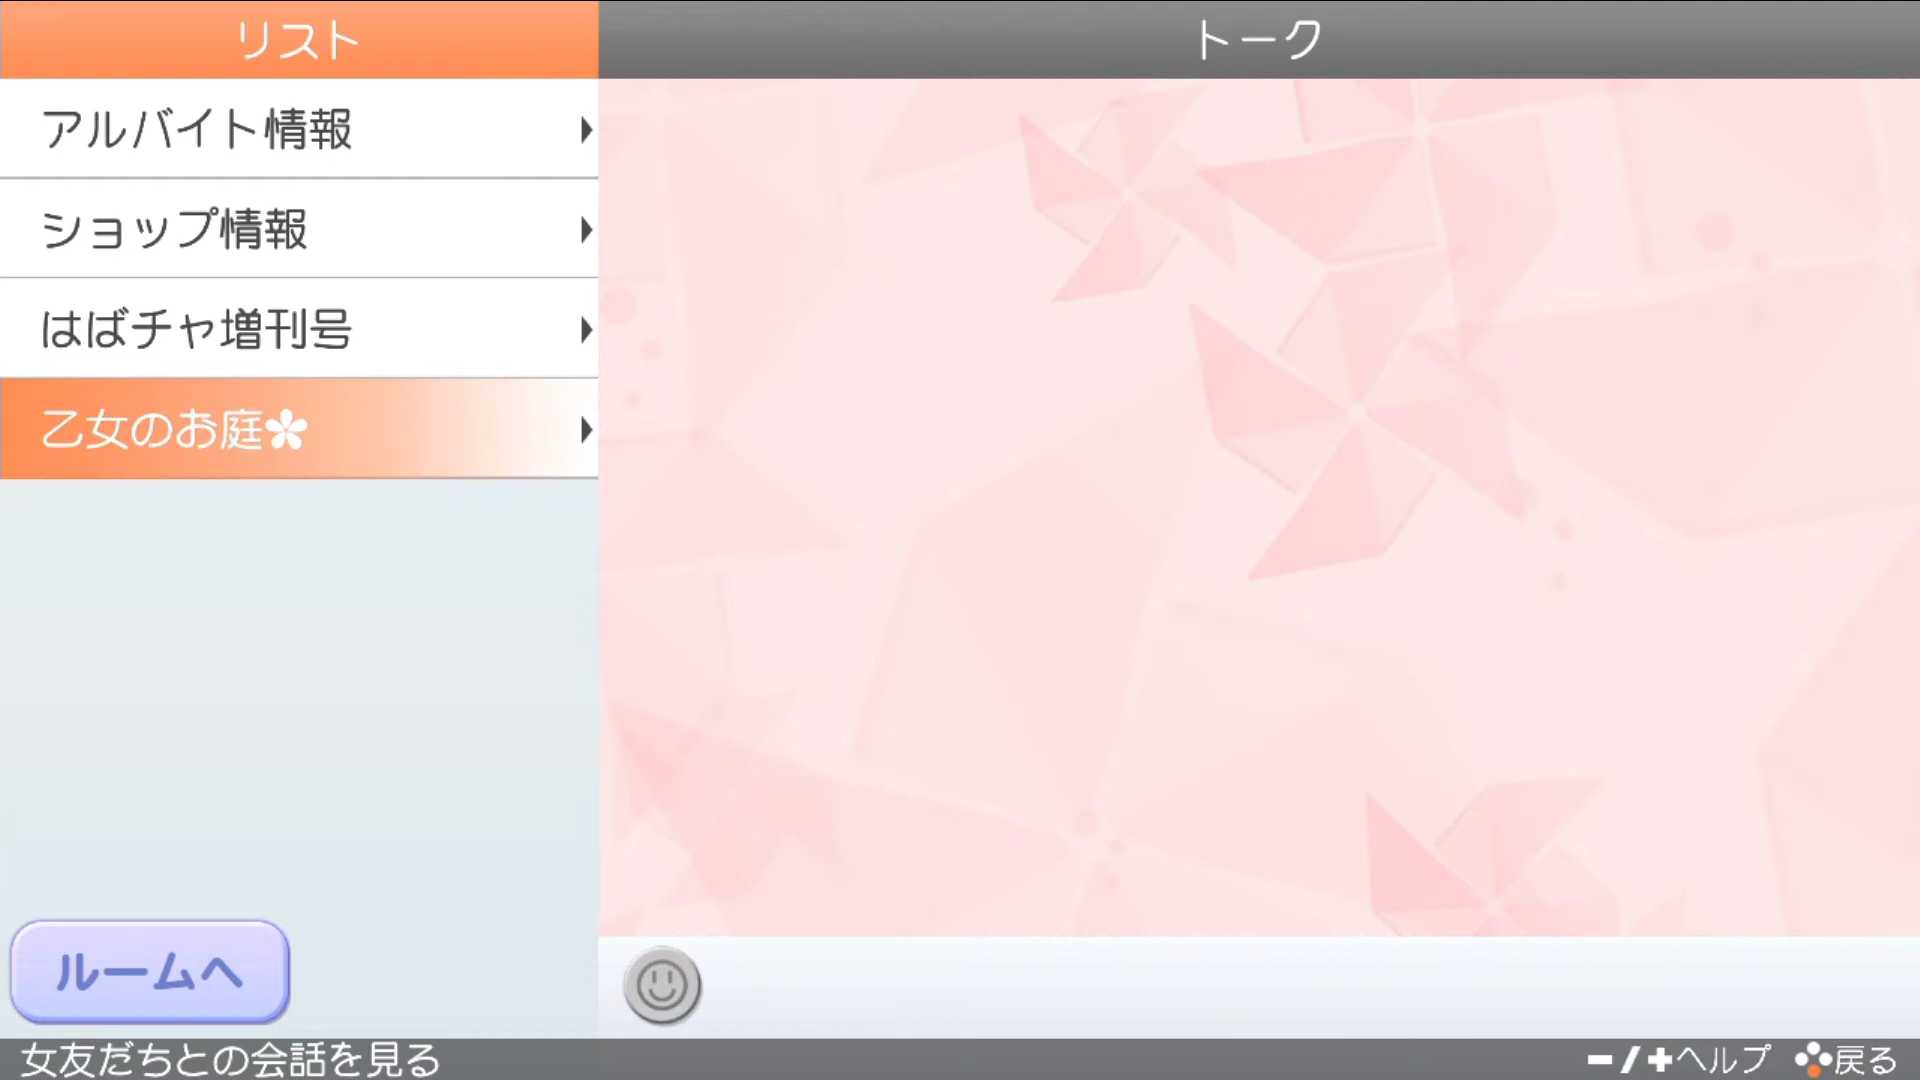 リスト
トーク
アルバイト情報
ショップ情報
はばチャ増刊号
乙女のお庭✿
ルームへ
女友だちとの会話を見る
-/+ヘルプ 戻る